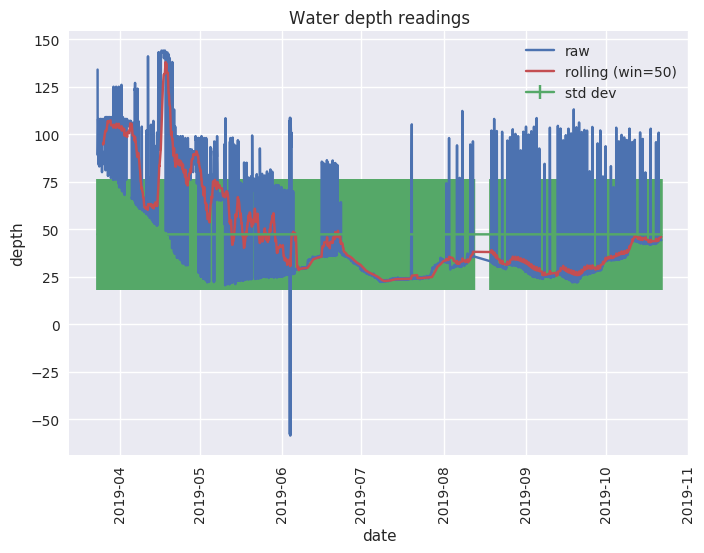 Water depth readings
150
125
100
75
50
25
0
−25
−50
depth
raw
rolling (win=50)
std dev
2019-04
2019-05
2019-06
2019-07
2019-08
2019-09
2019-10
2019-11
date